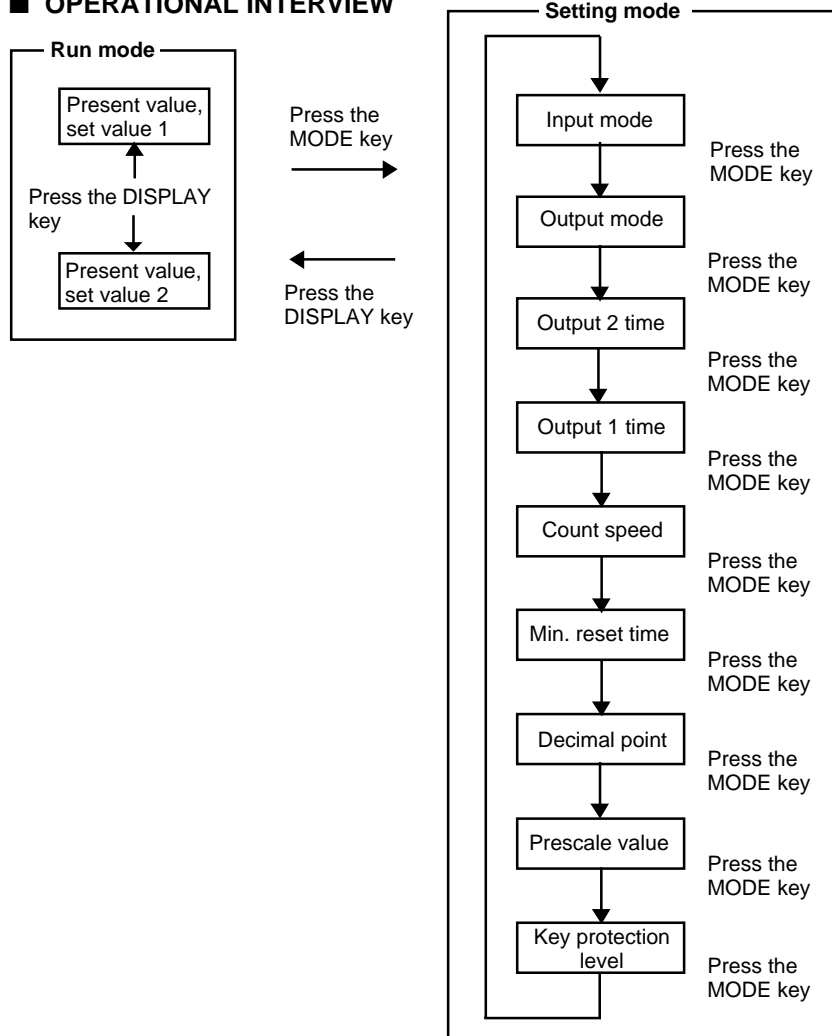 ■ OPERATIONAL INTERVIEW
Run mode
Present value,
set value 1
Press the DISPLAY
key
Present value,
set value 2
Press the
MODE key
Press the
DISPLAY key
Setting mode
Input mode
Press the
MODE key
Output mode
Press the
MODE key
Output 2 time
Press the
MODE key
Output 1 time
Press the
MODE key
Count speed
Press the
MODE key
Min. reset time
Press the
MODE key
Decimal point
Press the
MODE key
Prescale value
Press the
MODE key
Key protection
level
Press the
MODE key